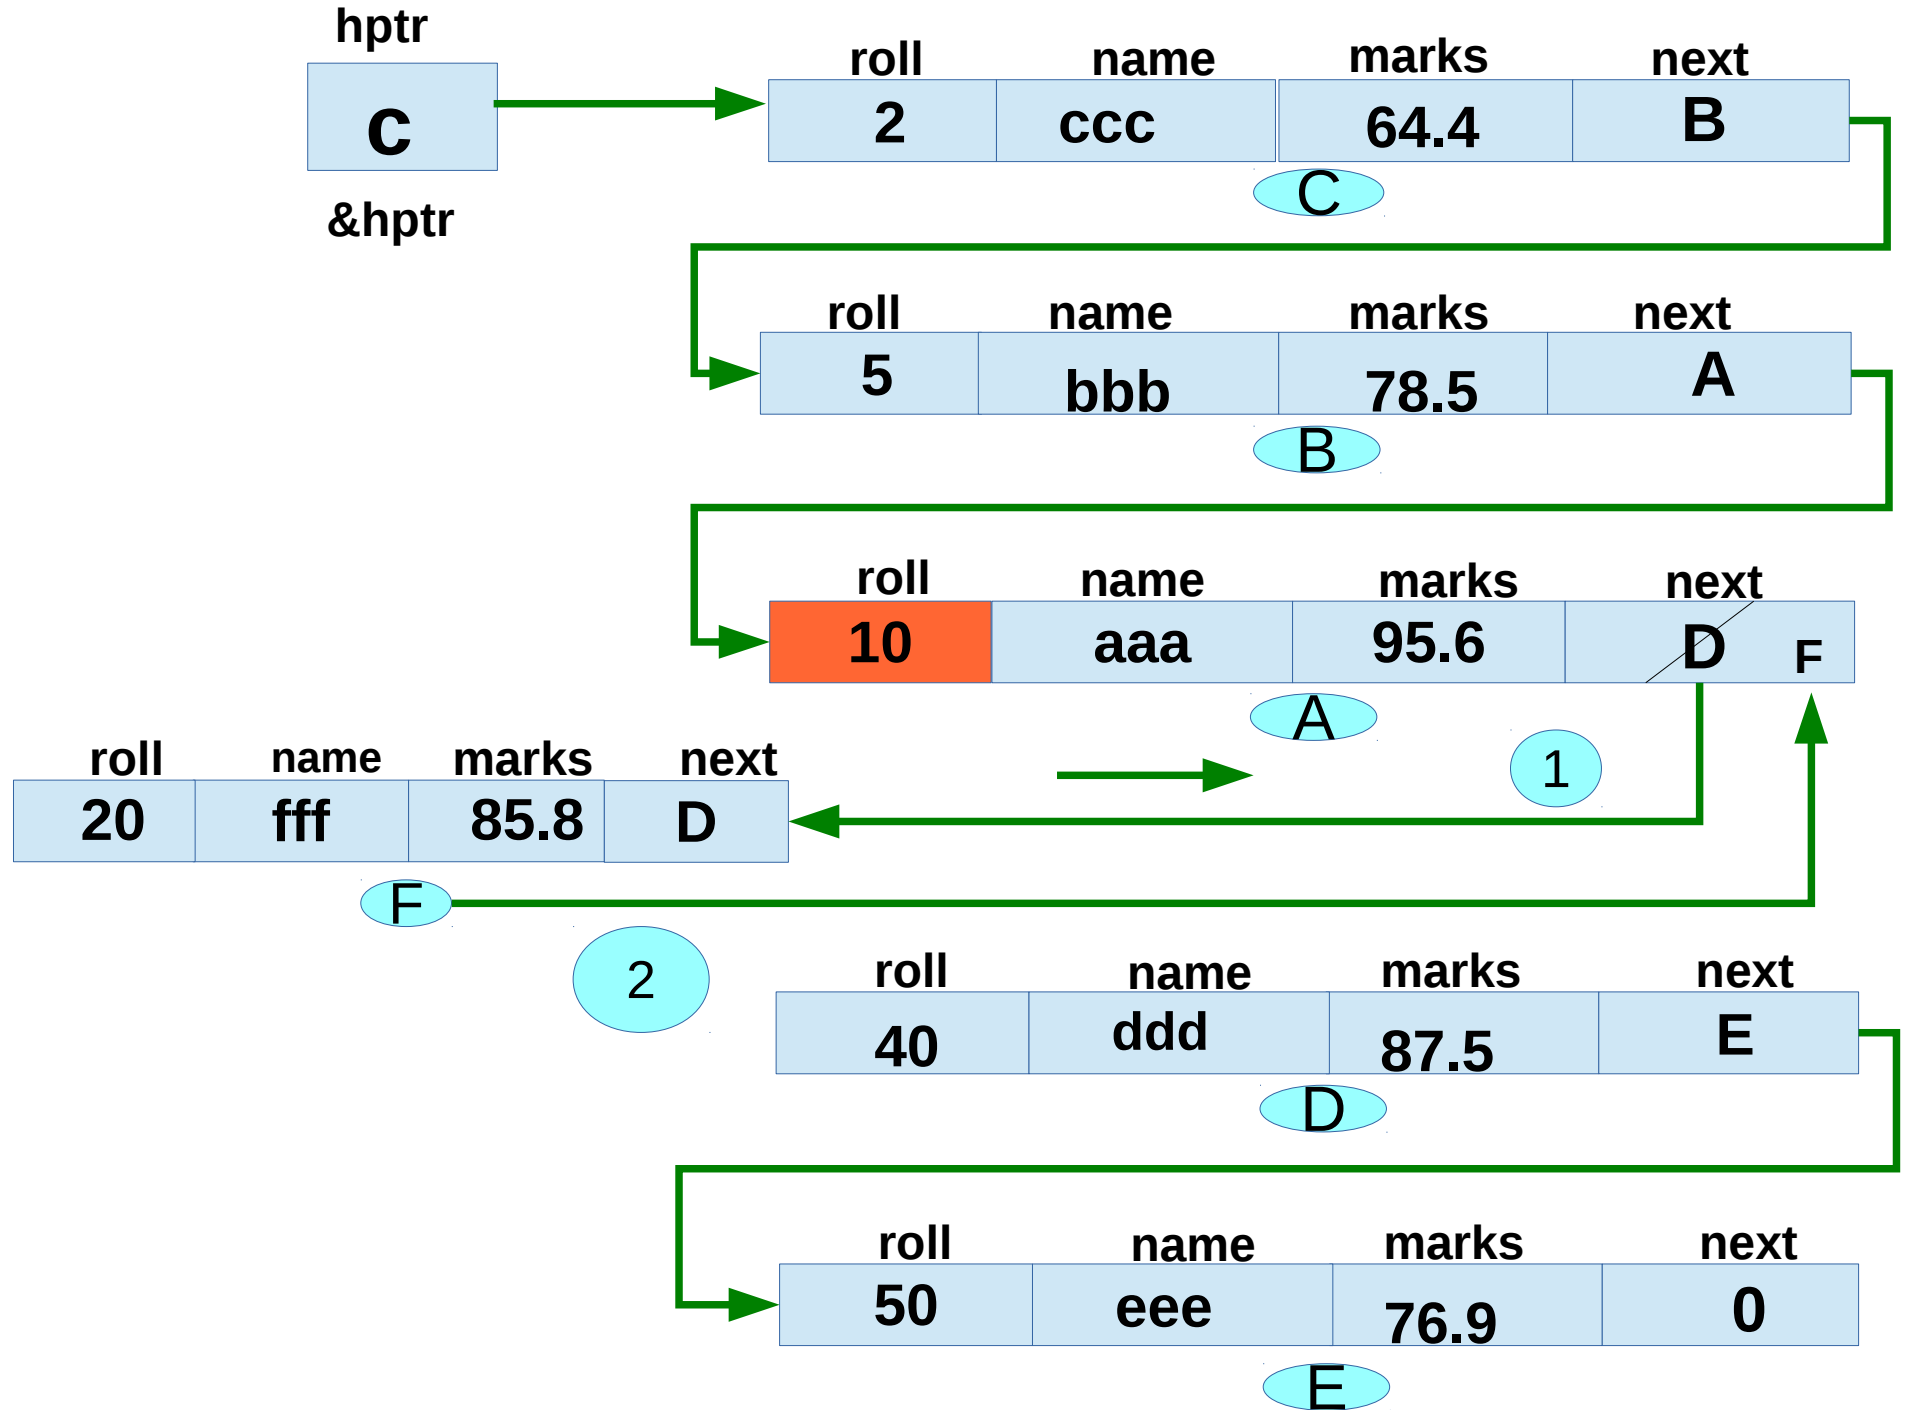 hptr
c
&hptr
roll name marks next
2 ccc 64.4 B
C
roll name marks next
5 bbb 78.5 A
B
roll name marks next
10 aaa 95.6 D F
A
1
roll name marks next
20 fff 85.8 D
F
2
roll name marks next
40 ddd 87.5 E
D
roll name marks next
50 eee 76.9 0
E